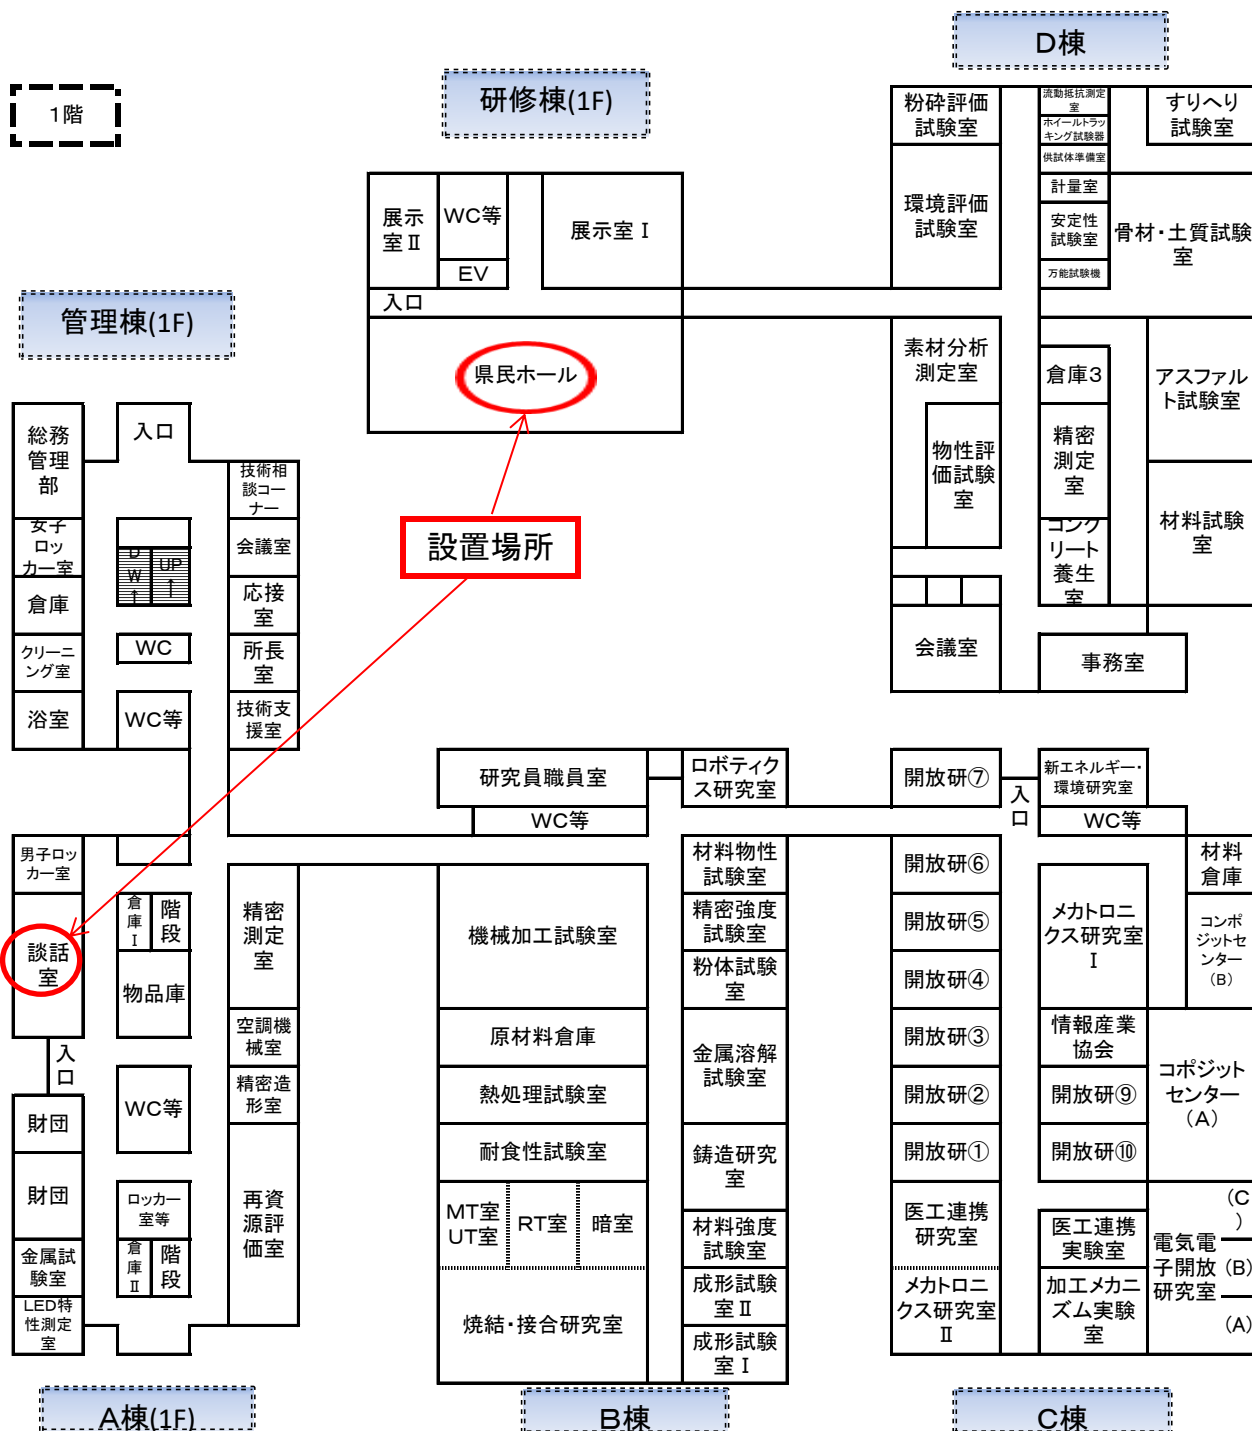 D棟
研修棟(1F)
1階
粉砕評価
試験室
流動抵抗測定
室
ホイールトラッ
キング試験器
供試体準備室
すりへり
試験室
計量室
安定性
試験室
万能試験機
骨材・土質試験
室
環境評価
試験室
展示
室Ⅱ
WC等
EV
展示室Ⅰ
入口
管理棟(1F)
県民ホール
素材分析
測定室
倉庫3
アスファル
ト試験室
物性評
価試験
室
精密
測定
室
材料試験
室
コンク
リート
養生
室
会議室
事務室
総務
管理
部
入口
技術相
談コー
ナー
女子
ロッ
カー室
D
W
↑
UP
↑
会議室
設置場所
倉庫
応接
室
クリーニ
ング室
WC
所長
室
浴室
WC等
技術支
援室
研究員職員室
ロボティク
ス研究室
WC等
開放研⑦
入
口
新エネルギー・
環境研究室
WC等
男子ロッ
カー室
材料物性
試験室
開放研⑥
材料
倉庫
談話
室
倉
庫
Ⅰ
階
段
精密
測定
室
機械加工試験室
精密強度
試験室
開放研⑤
メカトロニ
クス研究室
Ⅰ
コンポ
ジットセ
ンター
(B)
物品庫
粉体試験
室
開放研④
入
口
空調機
械室
原材料倉庫
金属溶解
試験室
開放研③
情報産業
協会
コポジット
センター
(A)
財団
WC等
精密造
形室
熱処理試験室
開放研②
開放研⑨
耐食性試験室
鋳造研究
室
開放研①
開放研⑩
財団
ロッカー
室等
再資
源評
価室
MT室
UT室
RT室
暗室
材料強度
試験室
医工連携
研究室
医工連携
実験室
電気電
子開放
研究室
(C
)
(B)
(A)
金属試
験室
倉
庫
Ⅱ
階
段
LED特
性測定
室
焼結・接合研究室
成形試験
室Ⅱ
成形試験
室Ⅰ
メカトロニ
クス研究室
Ⅱ
加工メカニ
ズム実験
室
A棟(1F)
B棟
C棟